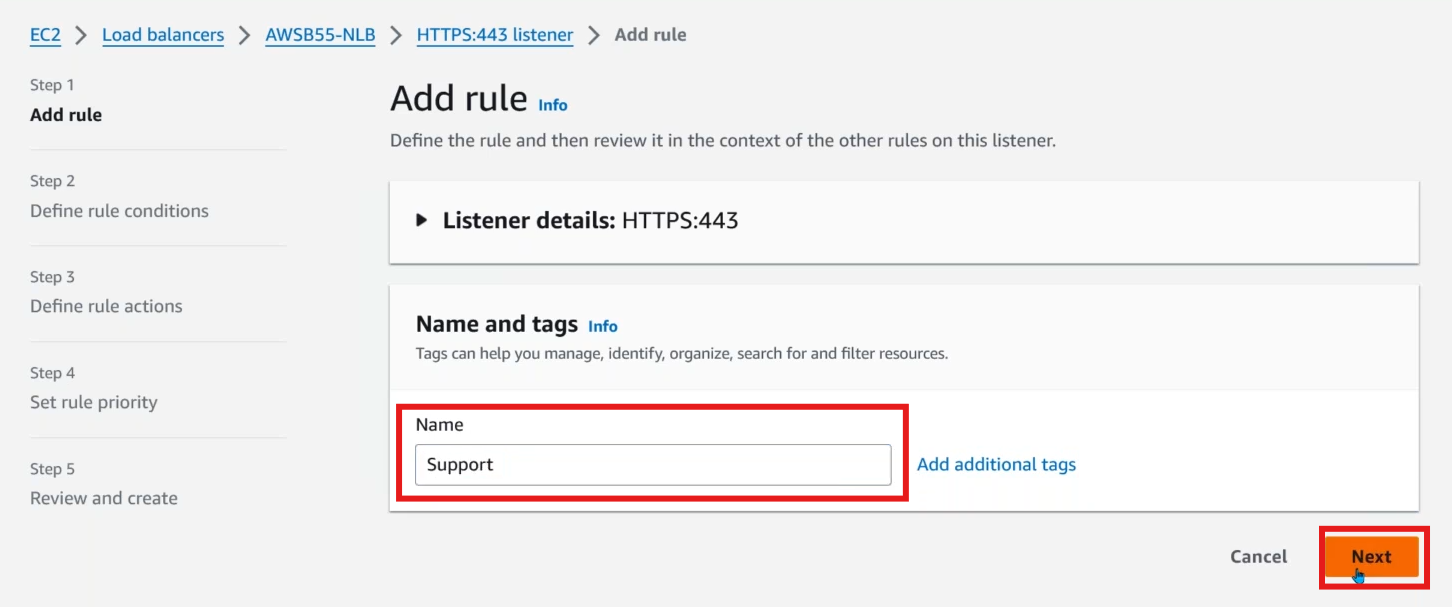 EC2 > Load balancers > AWSB55-NLB > HTTPS:443 listener > Add rule
Step 1
Add rule
Step 2
Define rule conditions
Step 3
Define rule actions
Step 4
Set rule priority
Step 5
Review and create
Add rule Info
Define the rule and then review it in the context of the other rules on this listener.
Listener details: HTTPS:443
Name and tags Info
Tags can help you manage, identify, organize, search for and filter resources.
Name
Support
Add additional tags
Cancel
Next